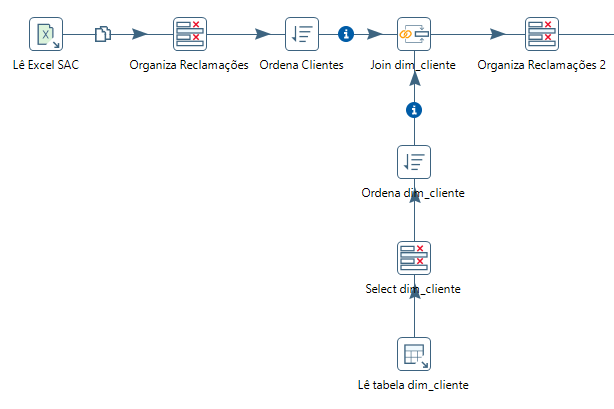 Lê Excel SAC
Organiza Reclamações
Ordena Clientes
Join dim_cliente
Organiza Reclamações 2
Ordena dim_cliente
Select dim_cliente
Lê tabela dim_cliente